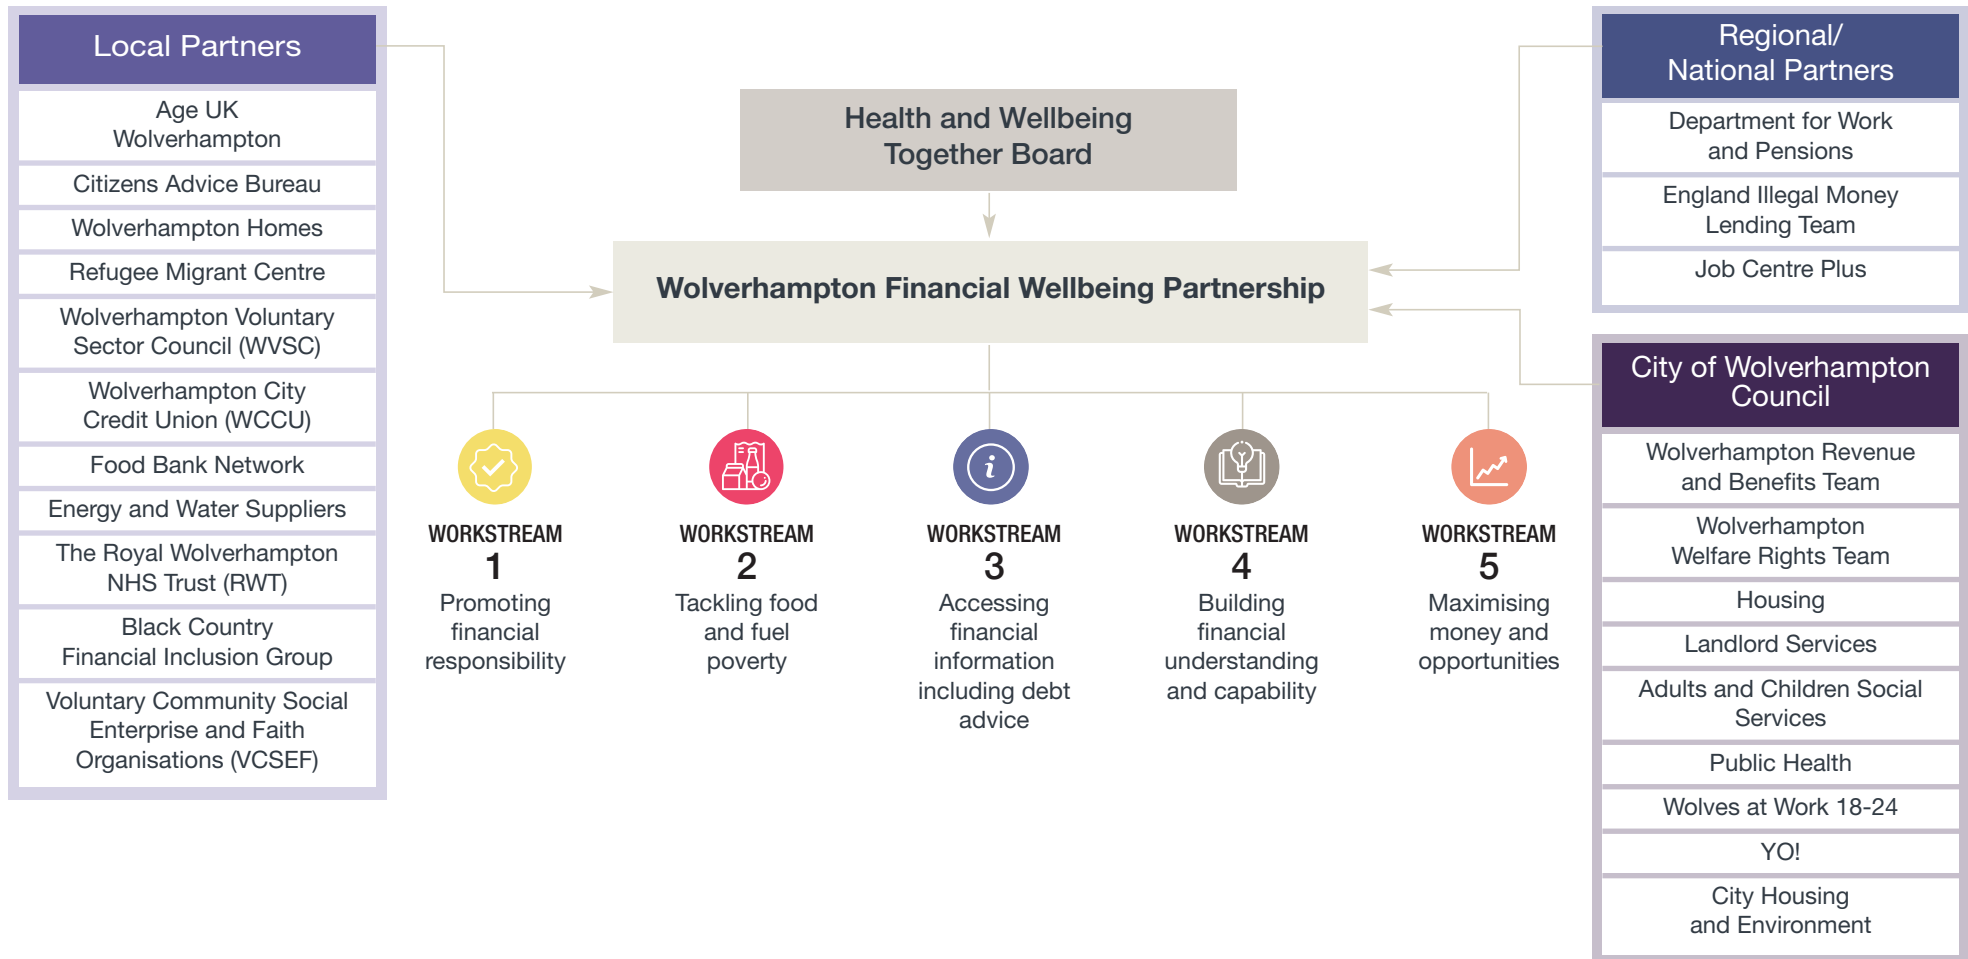 Local Partners
Age UK
Wolverhampton
Citizens Advice Bureau
Wolverhampton Homes
Refugee Migrant Centre
Wolverhampton Voluntary
Sector Council (WVSC)
Wolverhampton City
Credit Union (WCCU)
Food Bank Network
Energy and Water Suppliers
The Royal Wolverhampton
NHS Trust (RWT)
Black Country
Financial Inclusion Group
Voluntary Community Social
Enterprise and Faith
Organisations (VCSEF)
Health and Wellbeing
Together Board
Wolverhampton Financial Wellbeing Partnership
WORKSTREAM
1
Promoting
financial
responsibility
WORKSTREAM
2
Tackling food
and fuel
poverty
i
WORKSTREAM
3
Accessing
financial
information
including debt
advice
WORKSTREAM
4
Building
financial
understanding
and capability
WORKSTREAM
5
Maximising
money and
opportunities
Regional/
National Partners
Department for Work
and Pensions
England Illegal Money
Lending Team
Job Centre Plus
City of Wolverhampton
Council
Wolverhampton Revenue
and Benefits Team
Wolverhampton
Welfare Rights Team
Housing
Landlord Services
Adults and Children Social
Services
Public Health
Wolves at Work 18-24
YO!
City Housing
and Environment